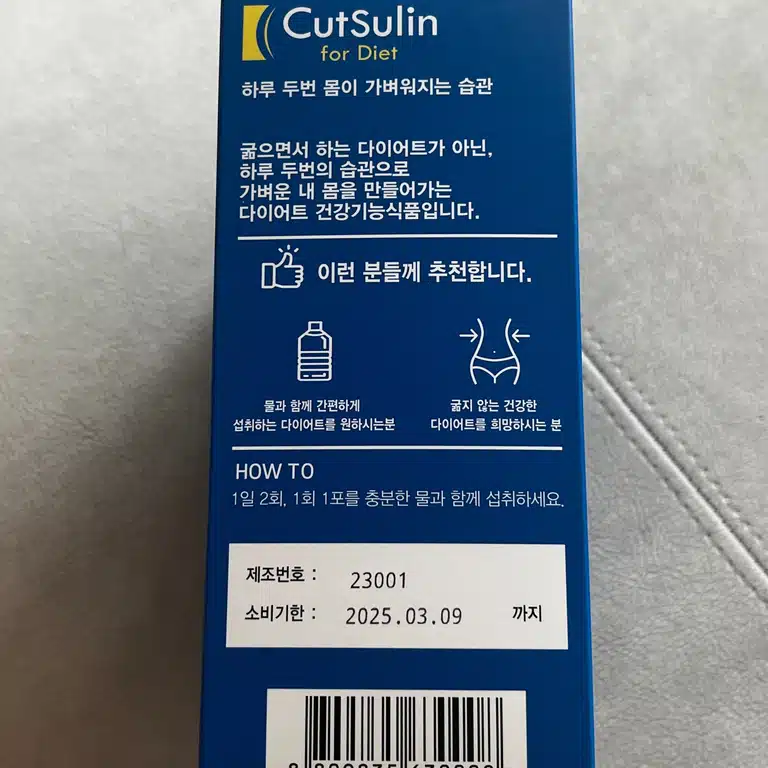 CutSulin
for Diet
하루 두번 몸이 가벼워지는 습관
굶으면서 하는 다이어트가 아닌,
하루 두번의 습관으로
가벼운 내 몸을 만들어가는
다이어트 건강기능식품입니다.
이런 분들께 추천합니다.
물과 함께 간편하게
섭취하는 다이어트를 원하시는분
굶지 않는 건강한
다이어트를 희망하시는 분
HOW TO
1일 2회, 1회 1포를 충분한 물과 함께 섭취하세요.
제조번호 : 23001
소비기한 : 2025.03.09 까지